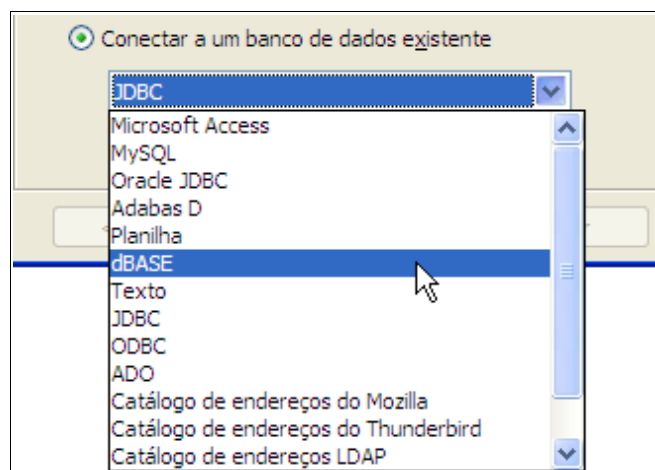 Conectar a um banco de dados existente
JDBC
Microsoft Access
MySQL
Oracle JDBC
Adabas D
Planilha
dBASE
Texto
JDBC
ODBC
ADO
Catálogo de endereços do Mozilla
Catálogo de endereços do Thunderbird
Catálogo de endereços LDAP